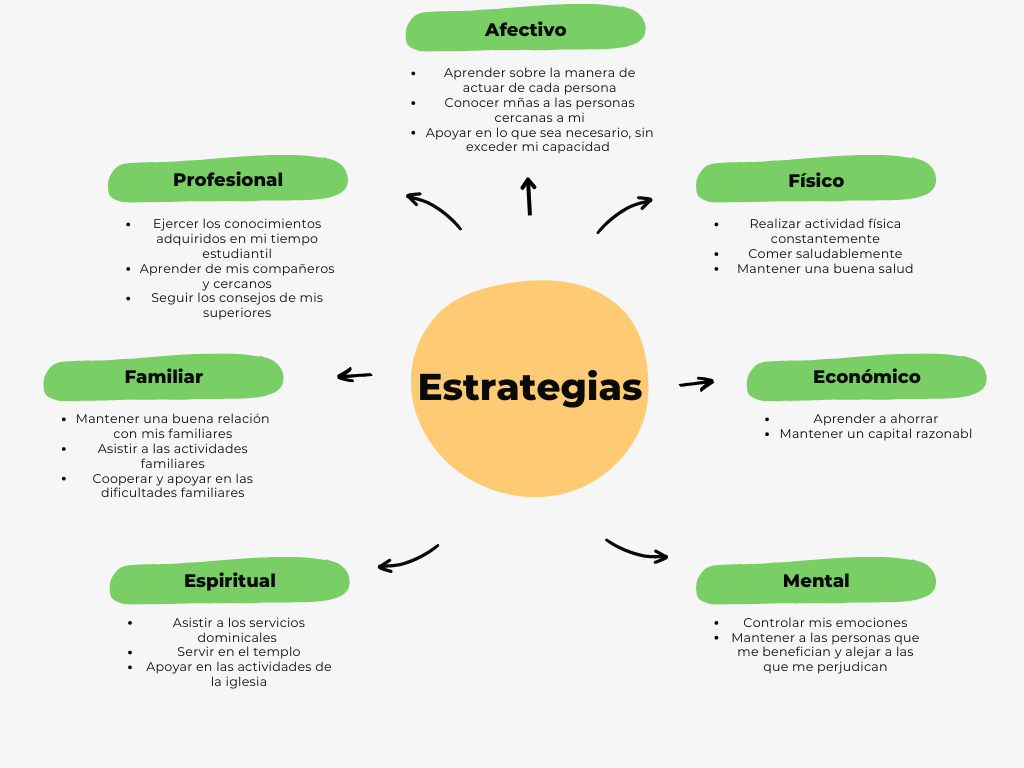 Afectivo
• Aprender sobre la manera de
actuar de cada persona
• Conocer mñas a las personas
cercanas a mi
• Apoyar en lo que sea necesario, sin
exceder mi capacidad
Profesional
• Ejercer los conocimientos
adquiridos en mi tiempo
estudiantil
• Aprender de mis compañeros
y cercanos
• Seguir los consejos de mis
superiores
Físico
• Realizar actividad física
constantemente
• Comer saludablemente
• Mantener una buena salud
Estrategias
Familiar
• Mantener una buena relación
con mis familiares
• Asistir a las actividades
familiares
• Cooperar y apoyar en las
dificultades familiares
Económico
• Aprender a ahorrar
• Mantener un capital razonabl
Espiritual
• Asistir a los servicios
dominicales
• Servir en el templo
• Apoyar en las actividades de
la iglesia
Mental
• Controlar mis emociones
• Mantener a las personas que
me benefician y alejar a las
que me perjudican